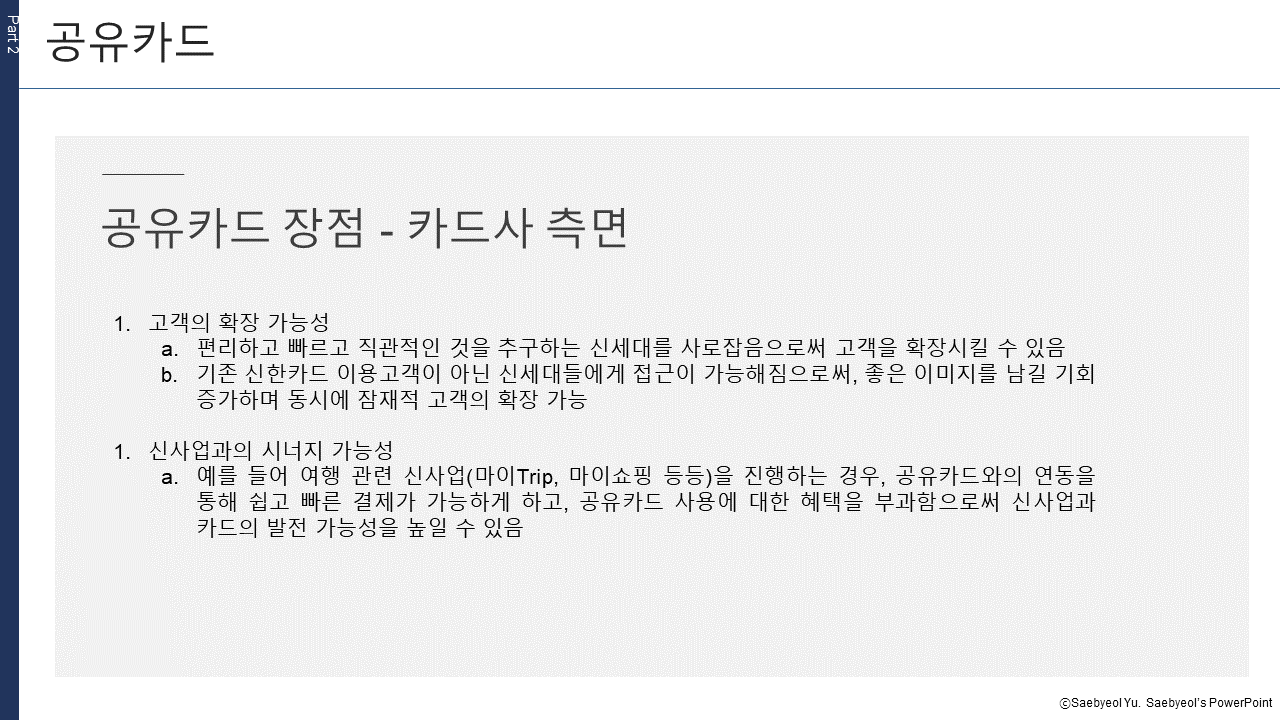 Part 2
공유카드
공유카드 장점 - 카드사 측면
1. 고객의 확장 가능성
a. 편리하고 빠르고 직관적인 것을 추구하는 신세대를 사로잡음으로써 고객을 확장시킬 수 있음
b. 기존 신한카드 이용고객이 아닌 신세대들에게 접근이 가능해짐으로써, 좋은 이미지를 남길 기회
증가하며 동시에 잠재적 고객의 확장 가능
1. 신사업과의 시너지 가능성
a. 예를 들어 여행 관련 신사업(마이Trip, 마이쇼핑 등등)을 진행하는 경우, 공유카드와의 연동을
통해 쉽고 빠른 결제가 가능하게 하고, 공유카드 사용에 대한 혜택을 부과함으로써 신사업과
카드의 발전 가능성을 높일 수 있음
ⓒSaebyeol Yu. Saebyeol's PowerPoint